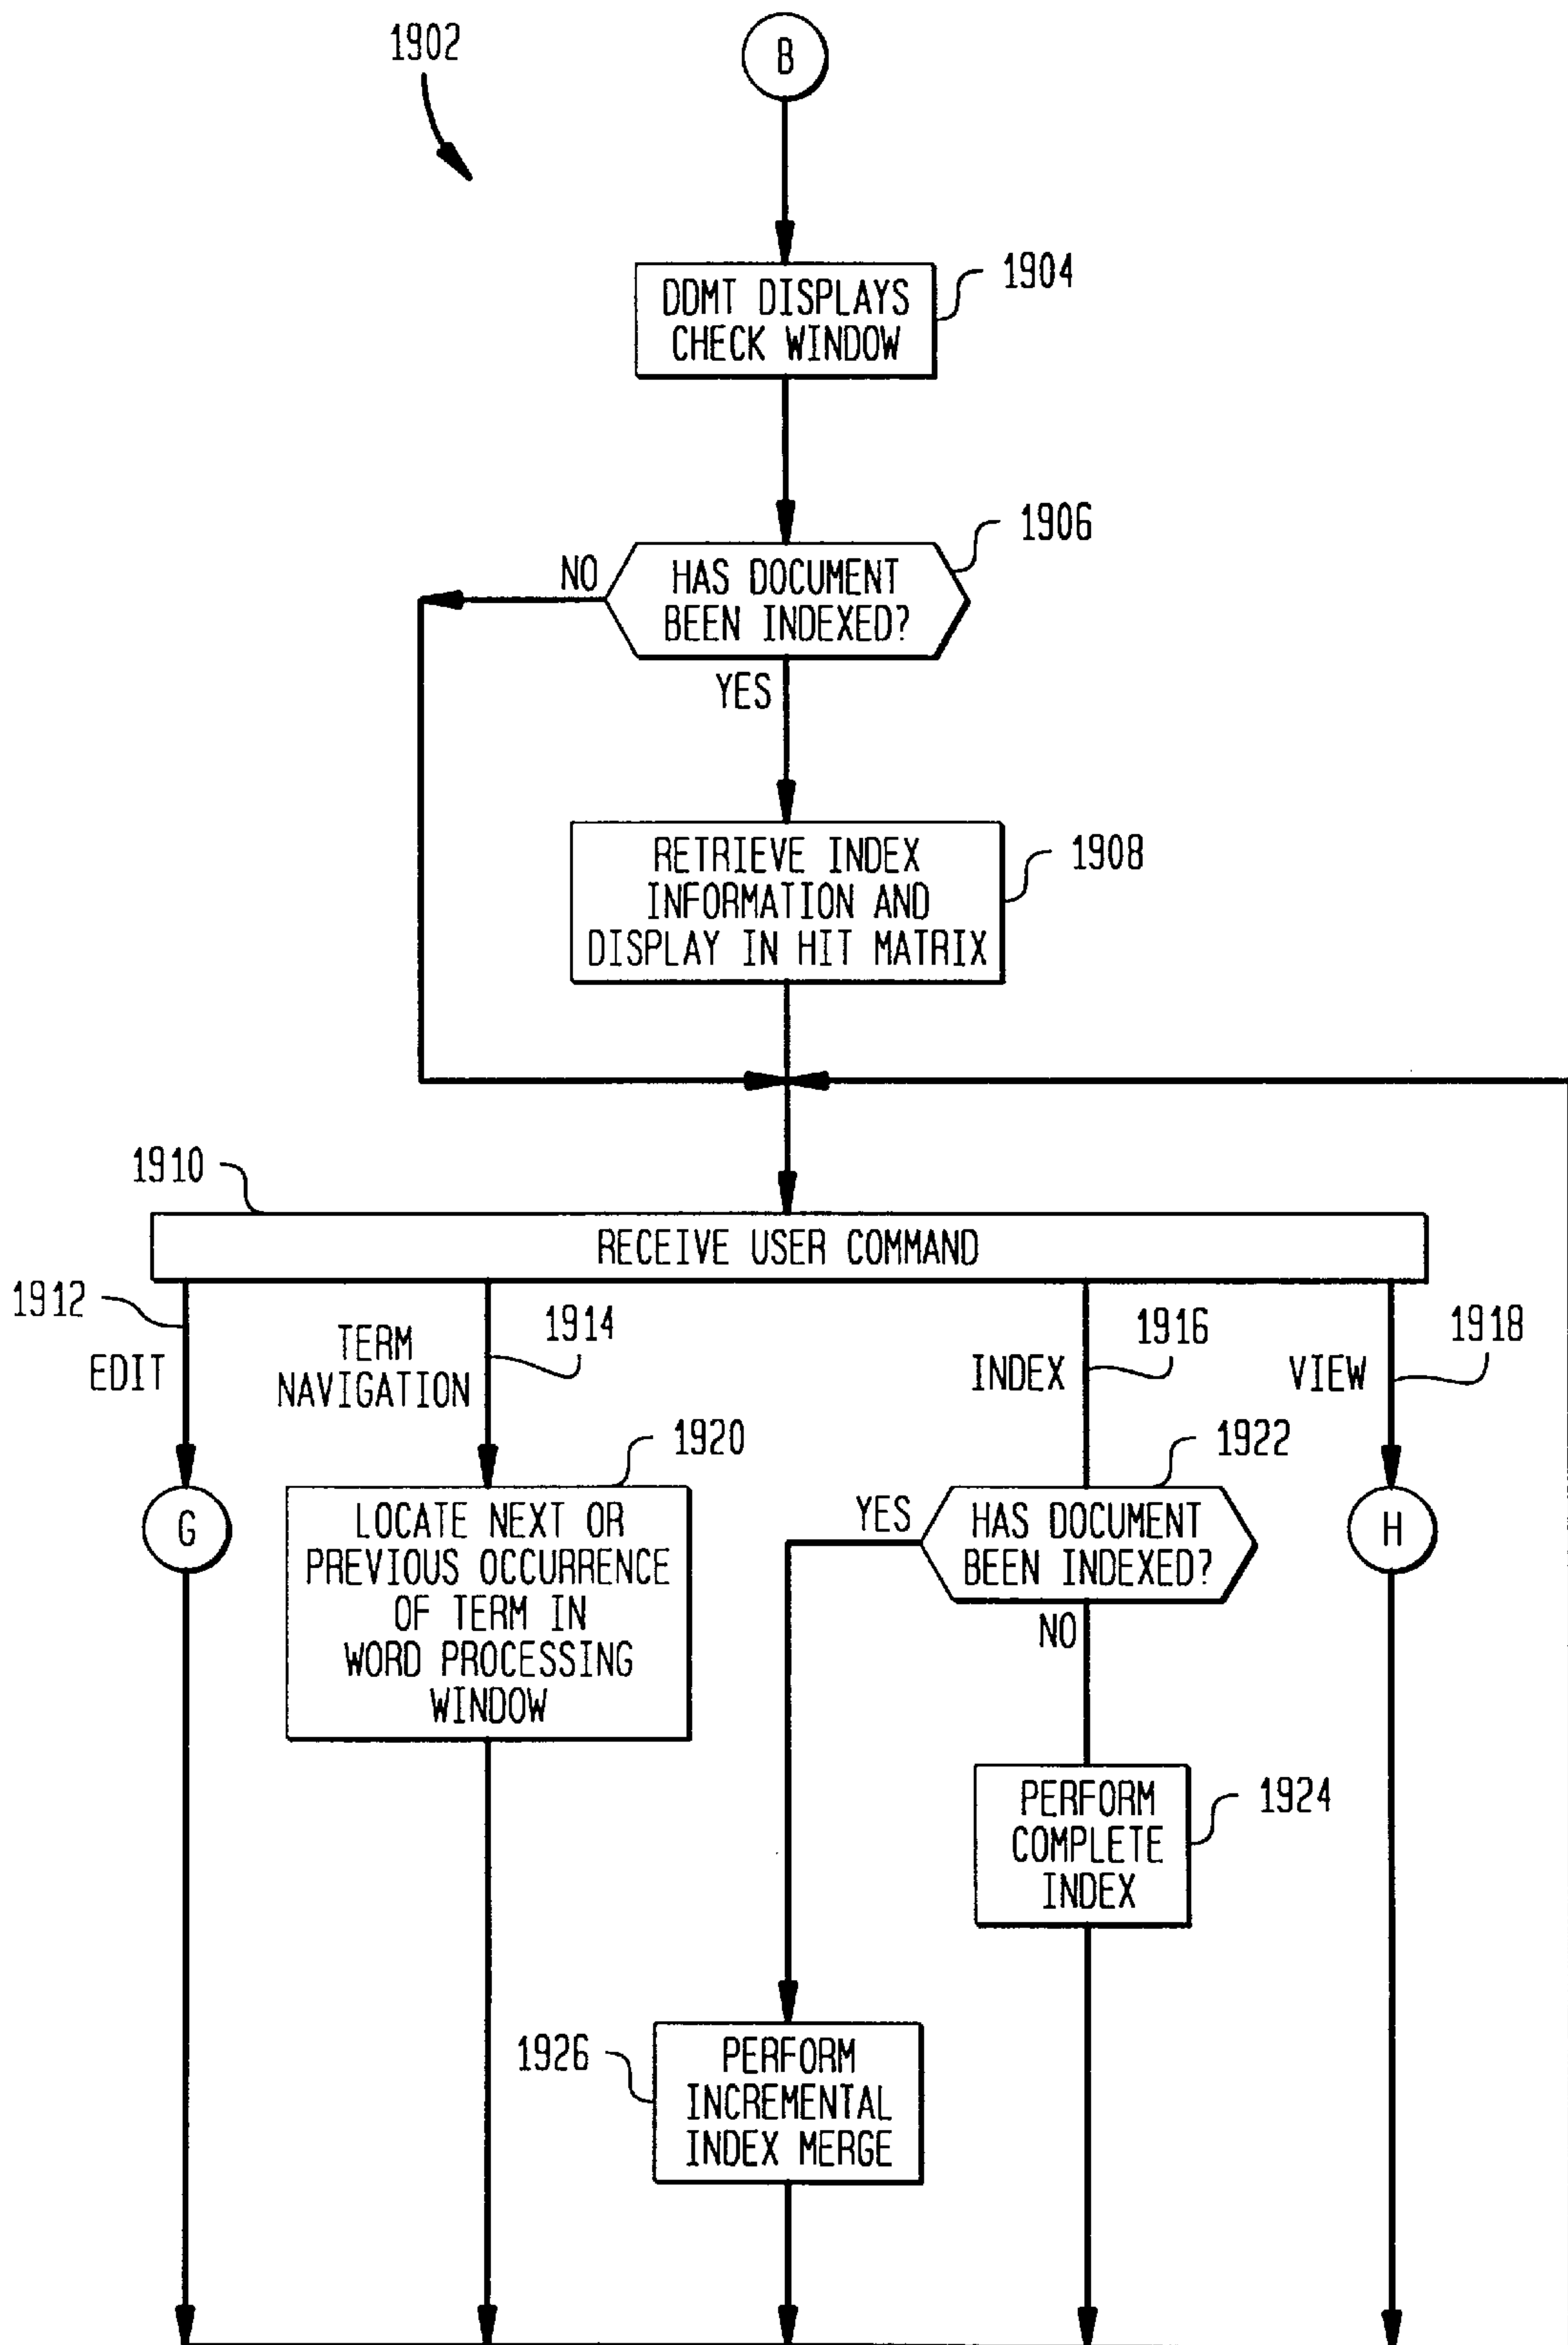 1902
B
DDMT DISPLAYS
CHECK WINDOW
1904
1906
NO
HAS DOCUMENT
BEEN INDEXED?
YES
RETRIEVE INDEX
INFORMATION AND
DISPLAY IN HIT MATRIX
1908
1910
RECEIVE USER COMMAND
1912
EDIT
TERM
NAVIGATION
1914
INDEX
1916
VIEW
1918
G
1920
LOCATE NEXT OR
PREVIOUS OCCURRENCE
OF TERM IN
WORD PROCESSING
WINDOW
YES
1922
HAS DOCUMENT
BEEN INDEXED?
NO
H
PERFORM
COMPLETE
INDEX
1924
1926
PERFORM
INCREMENTAL
INDEX MERGE